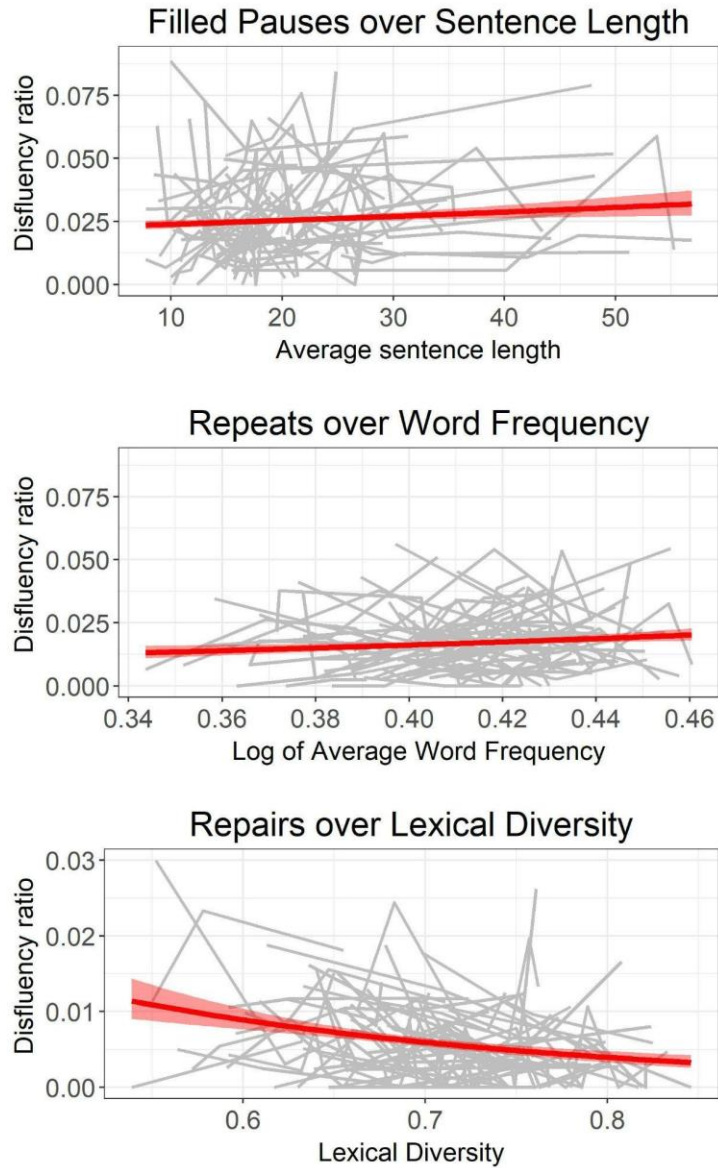 Filled Pauses over Sentence Length
Disfluency ratio
0.075
0.050
0.025
0.000
10 20 30 40 50
Average sentence length
Repeats over Word Frequency
Disfluency ratio
0.075
0.050
0.025
0.000
0.34 0.36 0.38 0.40 0.42 0.44 0.46
Log of Average Word Frequency
Repairs over Lexical Diversity
Disfluency ratio
0.03
0.02
0.01
0.00
0.6 0.7 0.8
Lexical Diversity